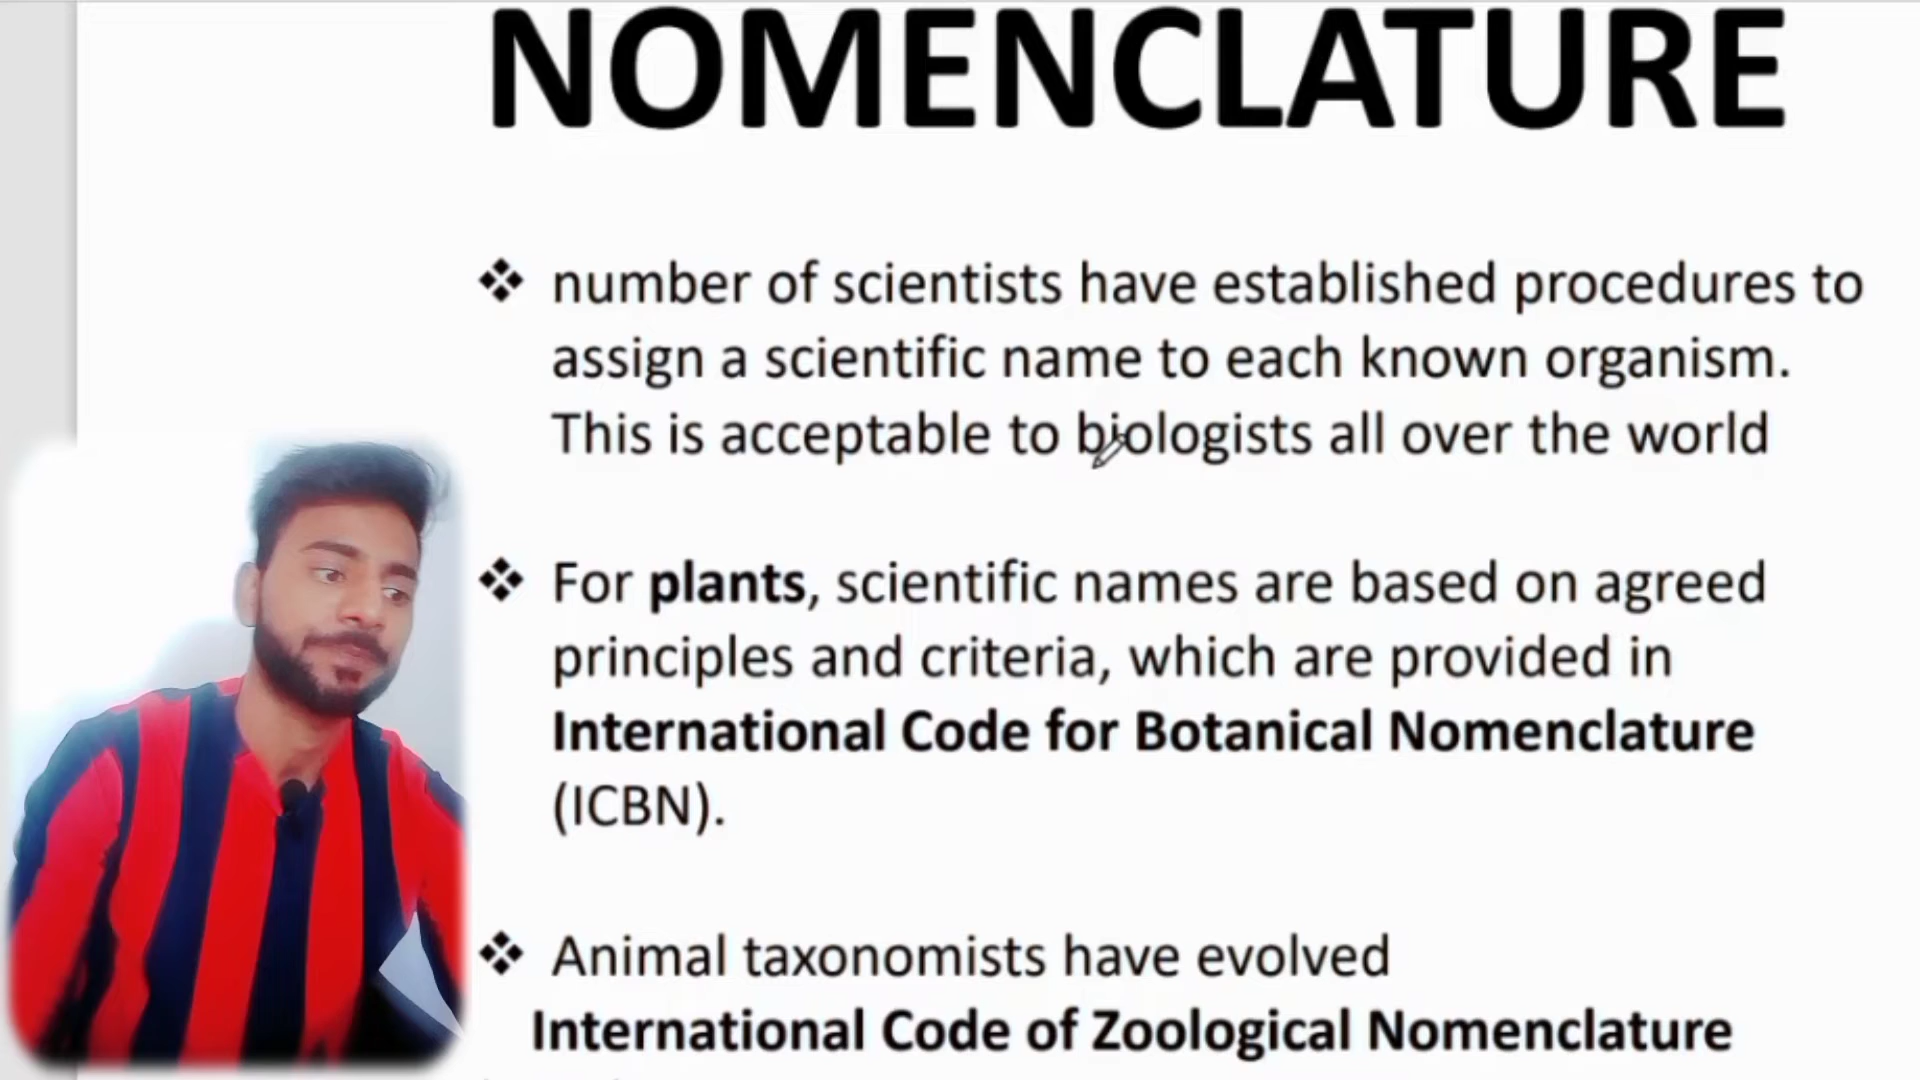 NOMENCLATURE
❖ number of scientists have established procedures to
assign a scientific name to each known organism.
This is acceptable to biologists all over the world
❖ For plants, scientific names are based on agreed
principles and criteria, which are provided in
International Code for Botanical Nomenclature
(ICBN).
❖ Animal taxonomists have evolved
International Code of Zoological Nomenclature